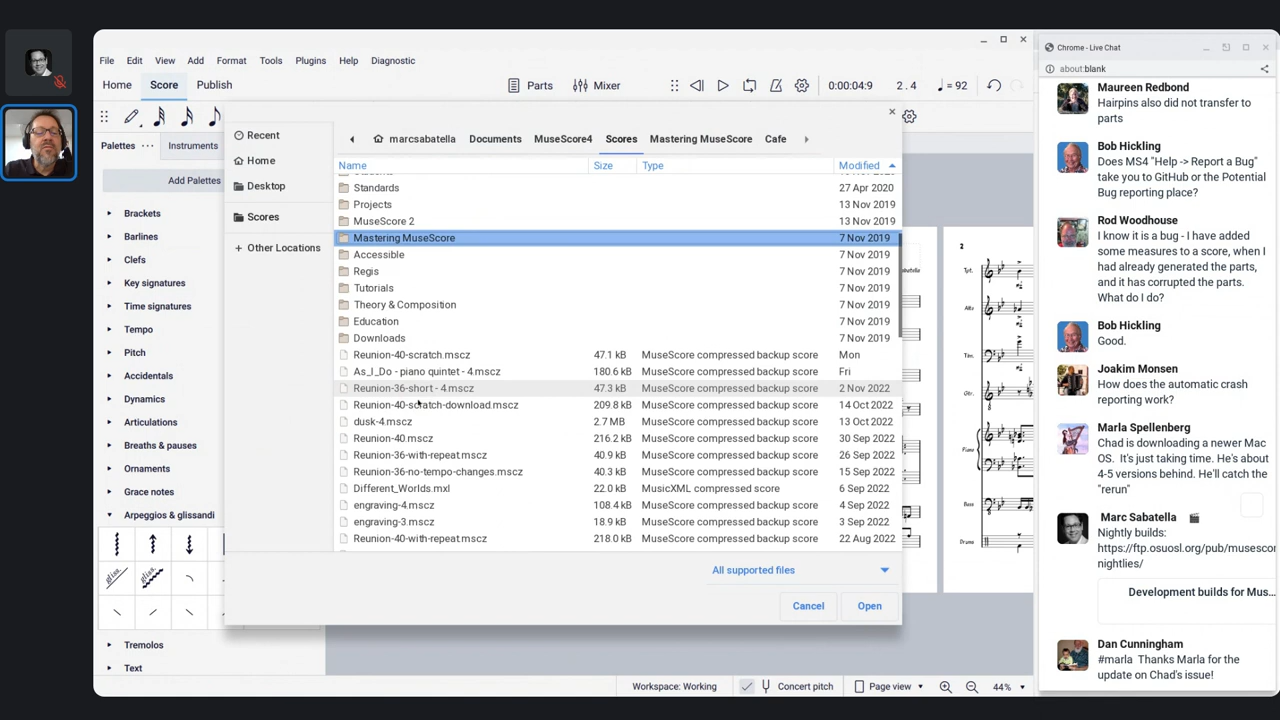 File Edit View Add Format Tools Plugins Help Diagnostic
Home Score Publish Parts Mixer 0:00:04:9 2 . 4 = 92
Palettes Instruments
Add Palettes
Brackets
Barlines
Clefs
Key signatures
Time signatures
Tempo
Pitch
Accidentals
Dynamics
Articulations
Breaths & pauses
Ornaments
Grace notes
Arpeggios & glissandi
gliss. gliss.
Tremolos
Text
Recent
Home
Desktop
Scores
Other Locations
marcsabatella Documents MuseScore4 Scores Mastering MuseScore Cafe
Name Size Type Modified
Standards 27 Apr 2020
Projects 13 Nov 2019
MuseScore 2 13 Nov 2019
Mastering MuseScore 7 Nov 2019
Accessible 7 Nov 2019
Regis 7 Nov 2019
Tutorials 7 Nov 2019
Theory & Composition 7 Nov 2019
Education 7 Nov 2019
Downloads 7 Nov 2019
Reunion-40-scratch.mscz 47.1 kB MuseScore compressed backup score Mon
As_I_Do - piano quintet - 4.mscz 180.6 kB MuseScore compressed backup score Fri
Reunion-36-short - 4.mscz 47.3 kB MuseScore compressed backup score 2 Nov 2022
Reunion-40-scratch-download.mscz 209.8 kB MuseScore compressed backup score 14 Oct 2022
dusk-4.mscz 2.7 MB MuseScore compressed backup score 13 Oct 2022
Reunion-40.mscz 216.2 kB MuseScore compressed backup score 30 Sep 2022
Reunion-36-with-repeat.mscz 40.9 kB MuseScore compressed backup score 26 Sep 2022
Reunion-36-no-tempo-changes.mscz 40.3 kB MuseScore compressed backup score 15 Sep 2022
Different_Worlds.mxl 22.0 kB MusicXML compressed score 6 Sep 2022
engraving-4.mscz 108.4 kB MuseScore compressed backup score 4 Sep 2022
engraving-3.mscz 18.9 kB MuseScore compressed backup score 3 Sep 2022
Reunion-40-with-repeat.mscz 218.0 kB MuseScore compressed backup score 22 Aug 2022
All supported files
Cancel Open
2
Tpt.
Alto
Tbn.
Gtr.
Piano
Bass
Drums
Workspace: Working Concert pitch Page view 44%
Chrome - Live Chat
about:blank
Maureen Redbond
Hairpins also did not transfer to
parts
Bob Hickling
Does MS4 "Help -> Report a Bug"
take you to GitHub or the Potential
Bug reporting place?
Rod Woodhouse
I know it is a bug - I have added
some measures to a score, when I
had already generated the parts,
and it has corrupted the parts.
What do I do?
Bob Hickling
Good.
Joakim Monsen
How does the automatic crash
reporting work?
Marla Spellenberg
Chad is downloading a newer Mac
OS. It's just taking time. He's about
4-5 versions behind. He'll catch the
"rerun"
Marc Sabatella
Nightly builds:
https://ftp.osuosl.org/pub/musescor
nightlies/
Development builds for Mus...
Dan Cunningham
#marla Thanks Marla for the
update on Chad's issue!